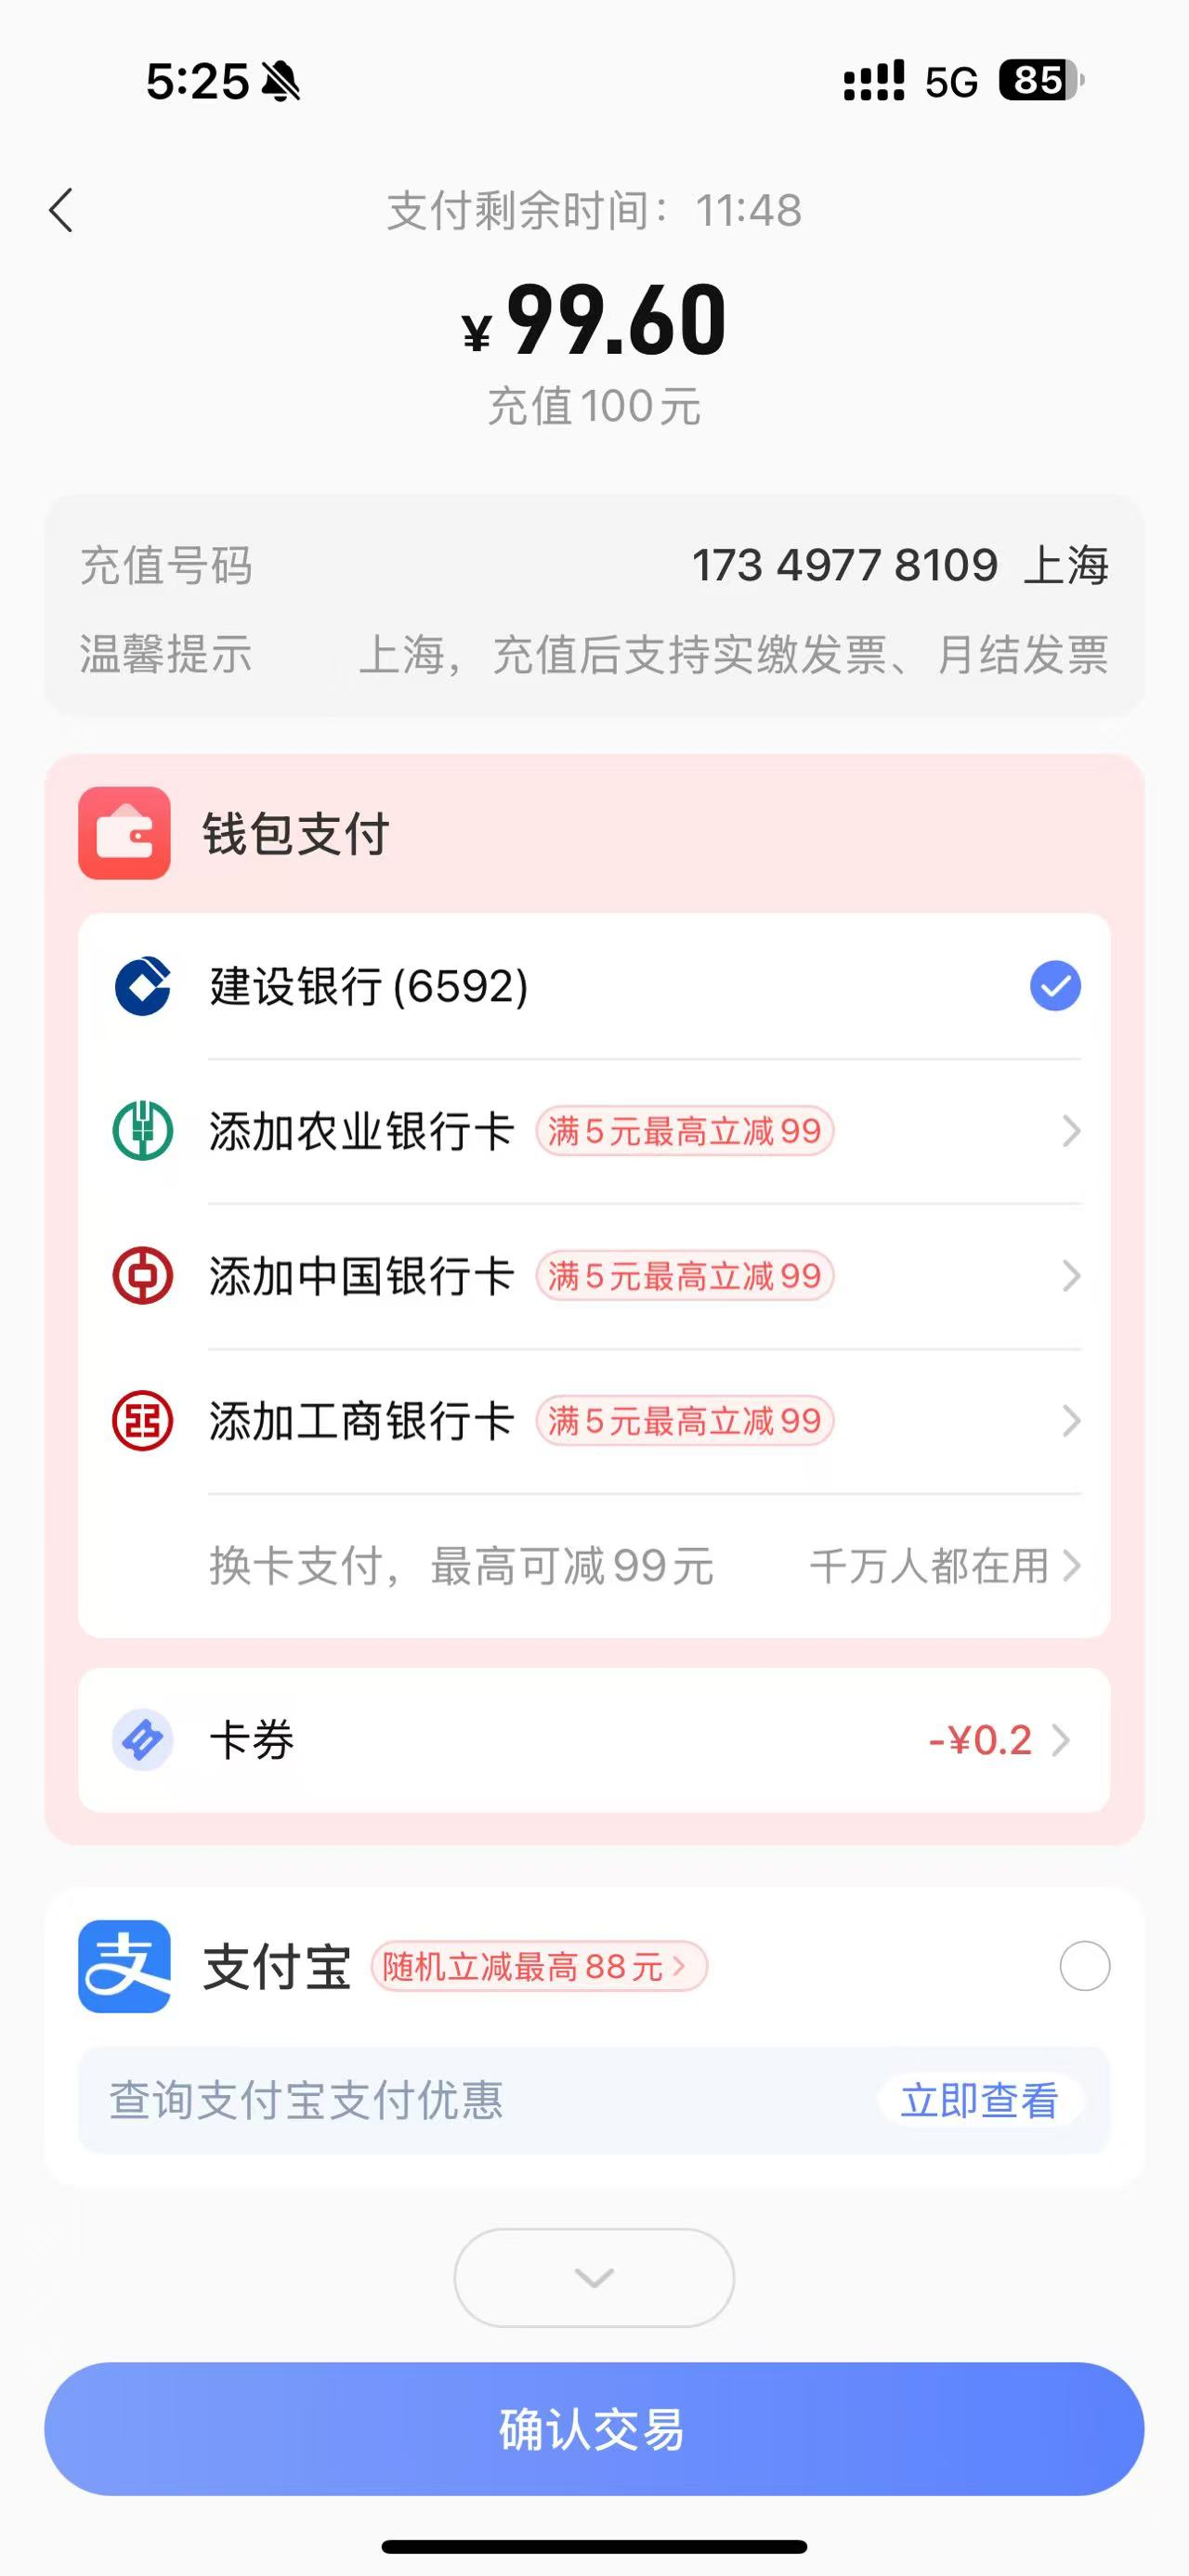 5:25 5G 85
支付剩余时间：11:48
¥99.60
充值100元
充值号码 173 4977 8109 上海
温馨提示 上海，充值后支持实缴发票、月结发票
钱包支付
建设银行(6592)
添加农业银行卡 满5元最高立减99
添加中国银行卡 满5元最高立减99
添加工商银行卡 满5元最高立减99
换卡支付，最高可减99元 千万人都在用
卡券 -¥0.2
支 支付宝 随机立减最高88元
查询支付宝支付优惠 立即查看
确认交易